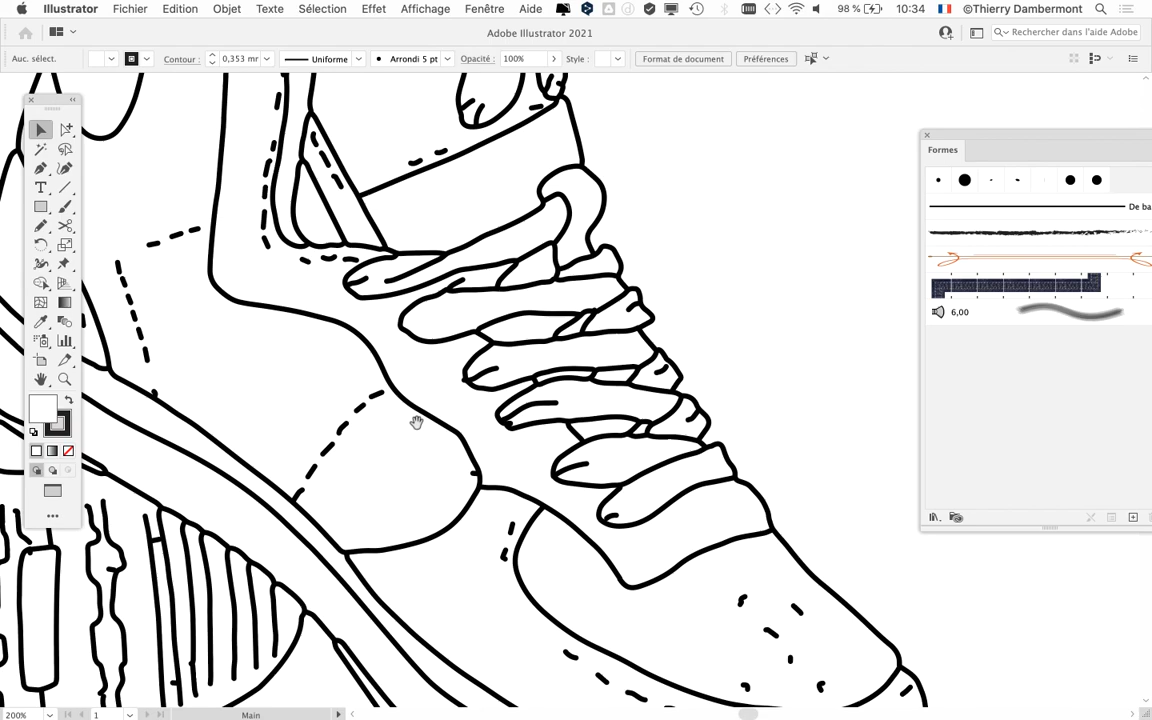 Illustrator Fichier Edition Objet Texte Sélection Effet Affichage Fenêtre Aide 98 % 10:34 ©Thierry Dambermont
Adobe Illustrator 2021 Rechercher dans l'aide Adobe
Auc. sélect. Contour : 0,353 mr Uniforme Arrondi 5 pt Opacité : 100% Style : Format de document Préférences
Formes
De ba
6,00
200% 1 Main